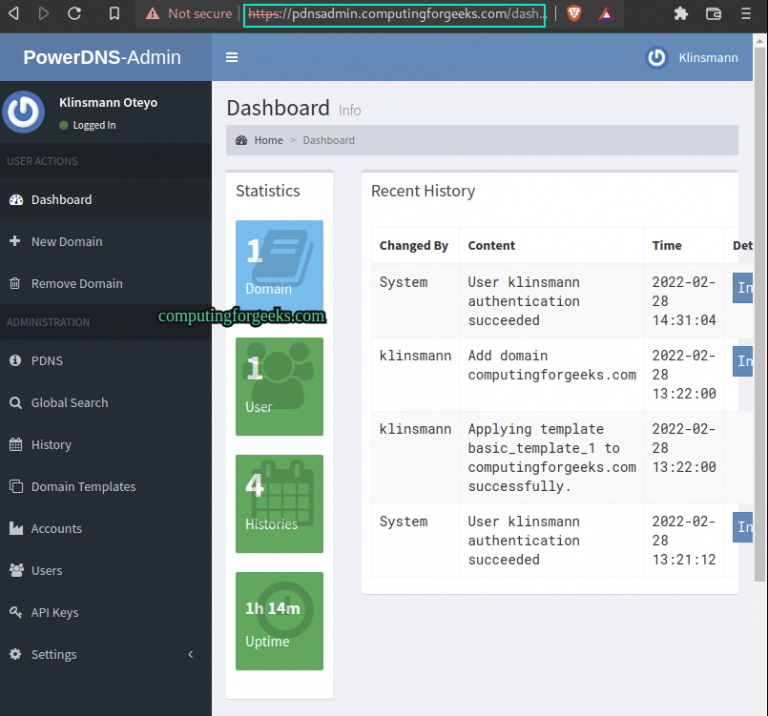 Not secure https://pdnsadmin.computingforgeeks.com/dash...
PowerDNS-Admin
Klinsmann
Klinsmann Oteyo
Logged In
USER ACTIONS
Dashboard
New Domain
Remove Domain
ADMINISTRATION
PDNS
Global Search
History
Domain Templates
Accounts
Users
API Keys
Settings
Dashboard Info
Home > Dashboard
Statistics
1
Domain
computingforgeeks.com
1
User
4
Histories
1h 14m
Uptime
Recent History
Changed By Content Time Det
System User klinsmann 2022-02-
authentication 28
succeeded 14:31:04
In
klinsmann Add domain 2022-02-
computingforgeeks.com 28
13:22:00
In
klinsmann Applying template 2022-02-
basic_template_1 to 28
computingforgeeks.com 13:22:00
successfully.
System User klinsmann 2022-02-
authentication 28
succeeded 13:21:12
In